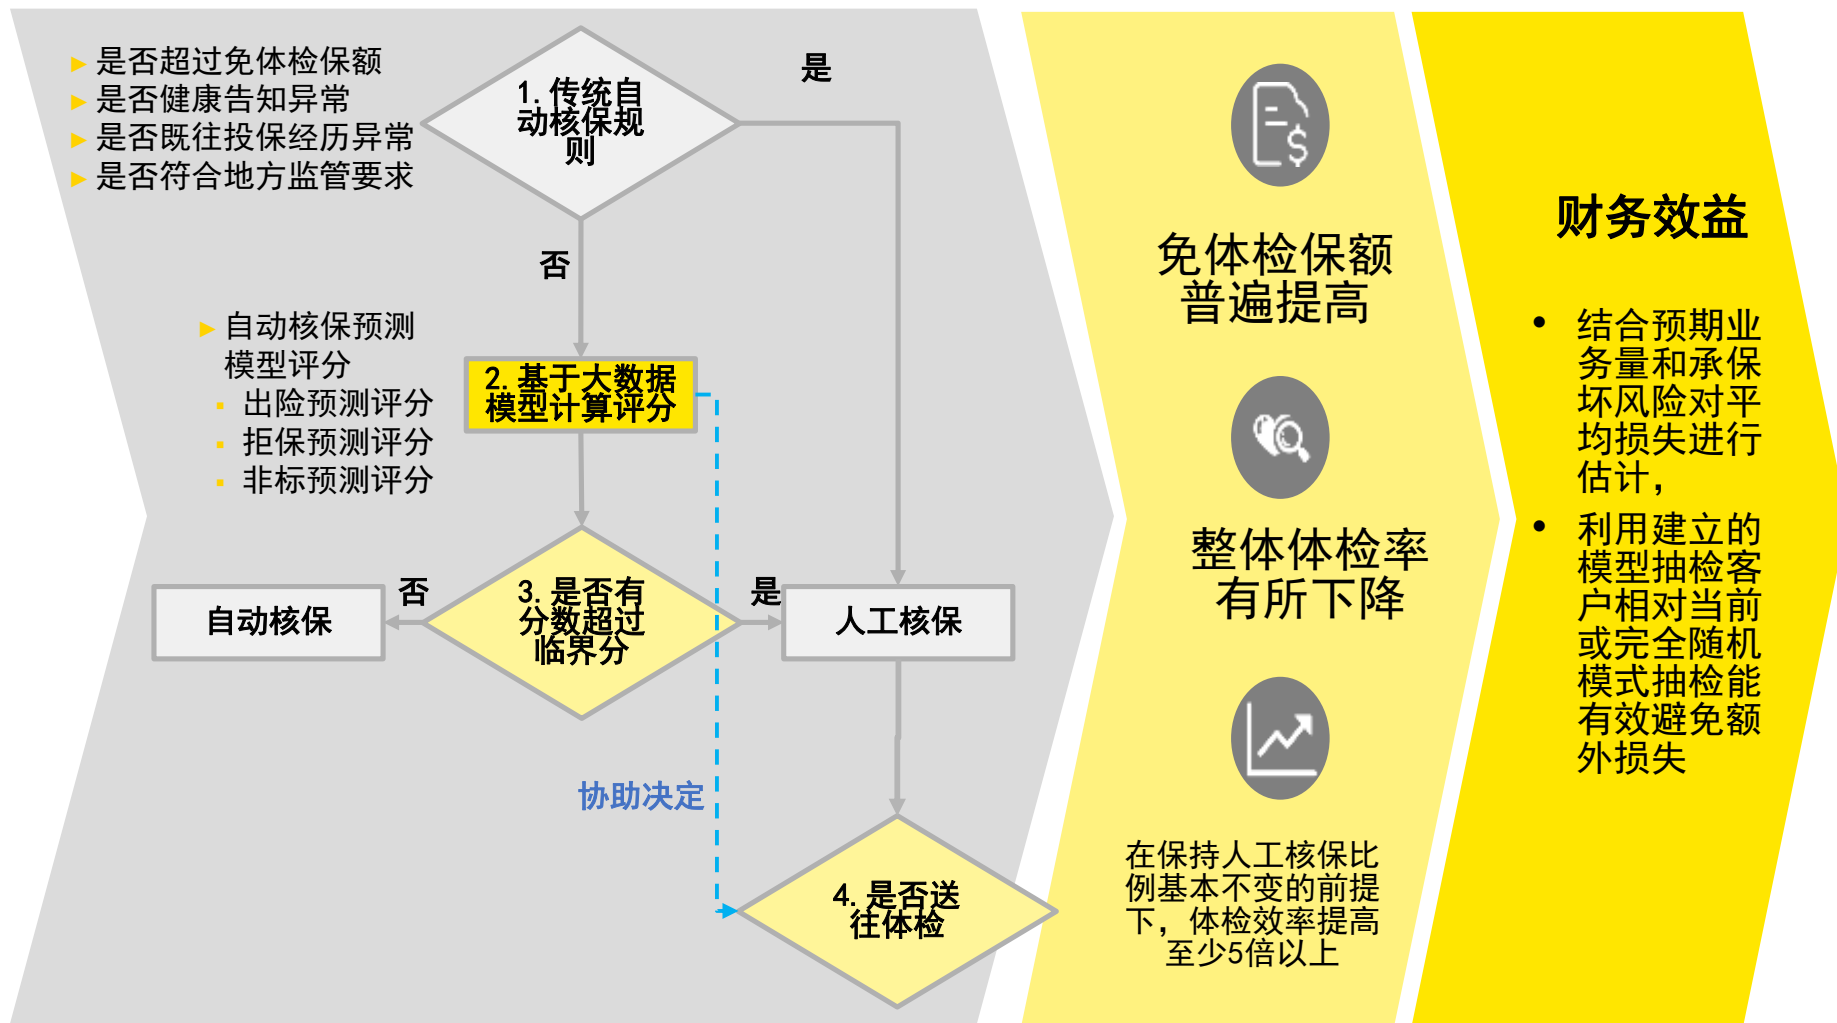 是否超过免体检保额
是否健康告知异常
是否既往投保经历异常
是否符合地方监管要求
1.传统自
动核保规
则
是
否
自动核保预测
模型评分
出险预测评分
拒保预测评分
非标预测评分
2.基于大数据
模型计算评分
3.是否有
分数超过
临界分
否
是
自动核保
人工核保
协助决定
4.是否送
往体检
免体检保额
普遍提高
整体体检率
有所下降
在保持人工核保比
例基本不变的前提
下，体检效率提高
至少5倍以上
财务效益
结合预期业
务量和承保
坏风险对平
均损失进行
估计，
利用建立的
模型抽检客
户相对当前
或完全随机
模式抽检能
有效避免额
外损失